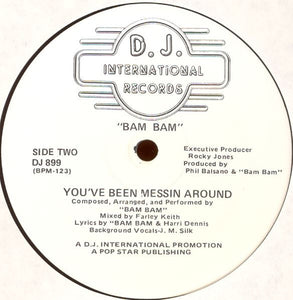 D.J.
INTERNATIONAL
RECORDS
"BAM BAM"
SIDE TWO
DJ 899
(BPM-123)
Executive Producer
Rocky Jones
Produced by
Phil Balsano & "Bam Bam"
YOU'VE BEEN MESSIN AROUND
Composed, Arranged, and Performed by
"BAM BAM"
Mixed by Farley Keith
Lyrics by "BAM BAM" & Harri Dennis
Background Vocals-J. M. Silk
A D.J. INTERNATIONAL PROMOTION
A POP STAR PUBLISHING